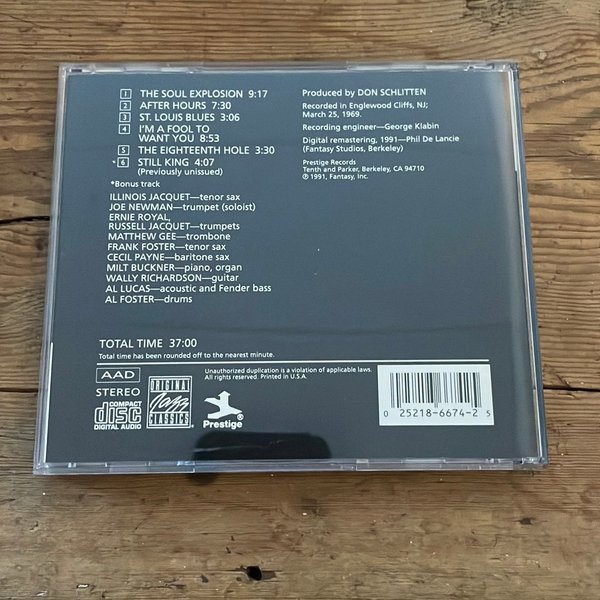 1 THE SOUL EXPLOSION 9:17
2 AFTER HOURS 7:30
3 ST. LOUIS BLUES 3:06
4 I'M A FOOL TO
WANT YOU 8:53
5 THE EIGHTEENTH HOLE 3:30
*6 STILL KING 4:07
(Previously unissued)
*Bonus track
ILLINOIS JACQUET—tenor sax
JOE NEWMAN—trumpet (soloist)
ERNIE ROYAL,
RUSSELL JACQUET—trumpets
MATTHEW GEE—trombone
FRANK FOSTER—tenor sax
CECIL PAYNE—baritone sax
MILT BUCKNER—piano, organ
WALLY RICHARDSON—guitar
AL LUCAS—acoustic and Fender bass
AL FOSTER—drums
Produced by DON SCHLITTEN
Recorded in Englewood Cliffs, NJ;
March 25, 1969.
Recording engineer—George Klabin
Digital remastering, 1991—Phil De Lancie
(Fantasy Studios, Berkeley)
Prestige Records
Tenth and Parker, Berkeley, CA 94710
℗ 1991, Fantasy, Inc.
TOTAL TIME 37:00
Total time has been rounded off to the nearest minute.
AAD
STEREO
COMPACT
disc
DIGITAL AUDIO
ORIGINAL
Jazz
CLASSICS
Prestige®
Unauthorized duplication is a violation of applicable laws.
All rights reserved. Printed in U.S.A.
0 25218-6674-2 5